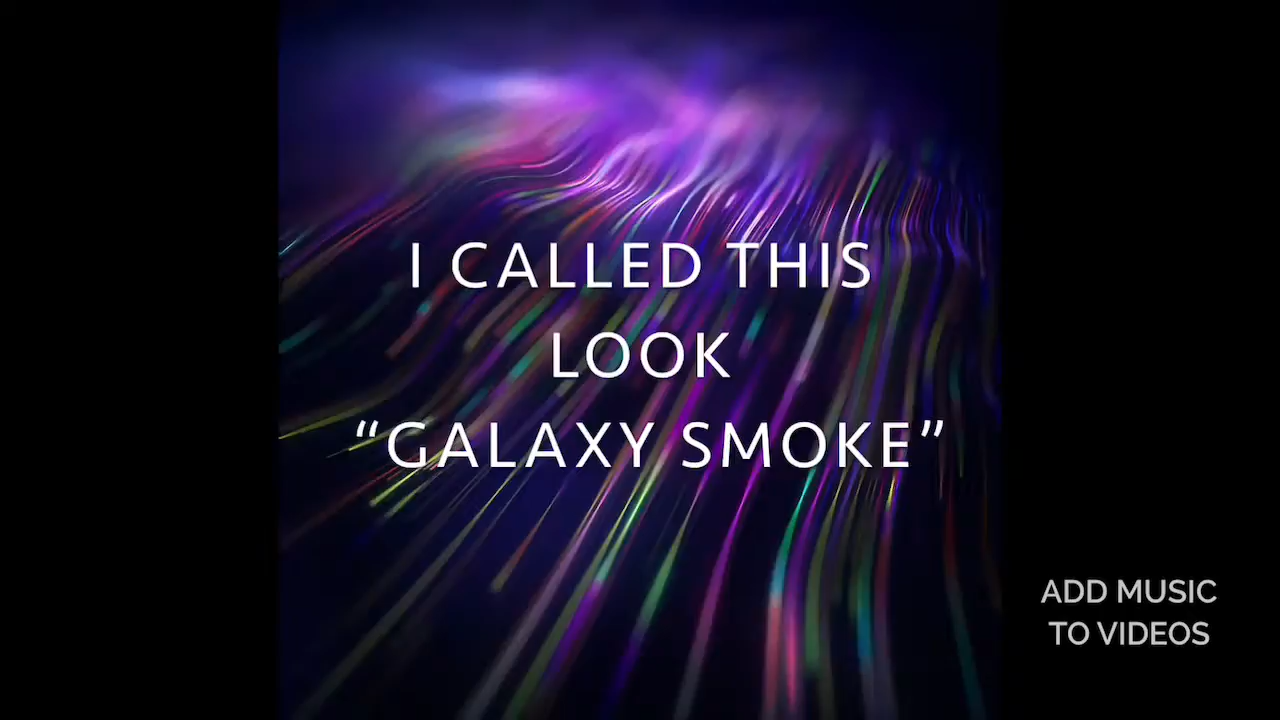 I CALLED THIS
LOOK
“GALAXY SMOKE”
ADD MUSIC
TO VIDEOS